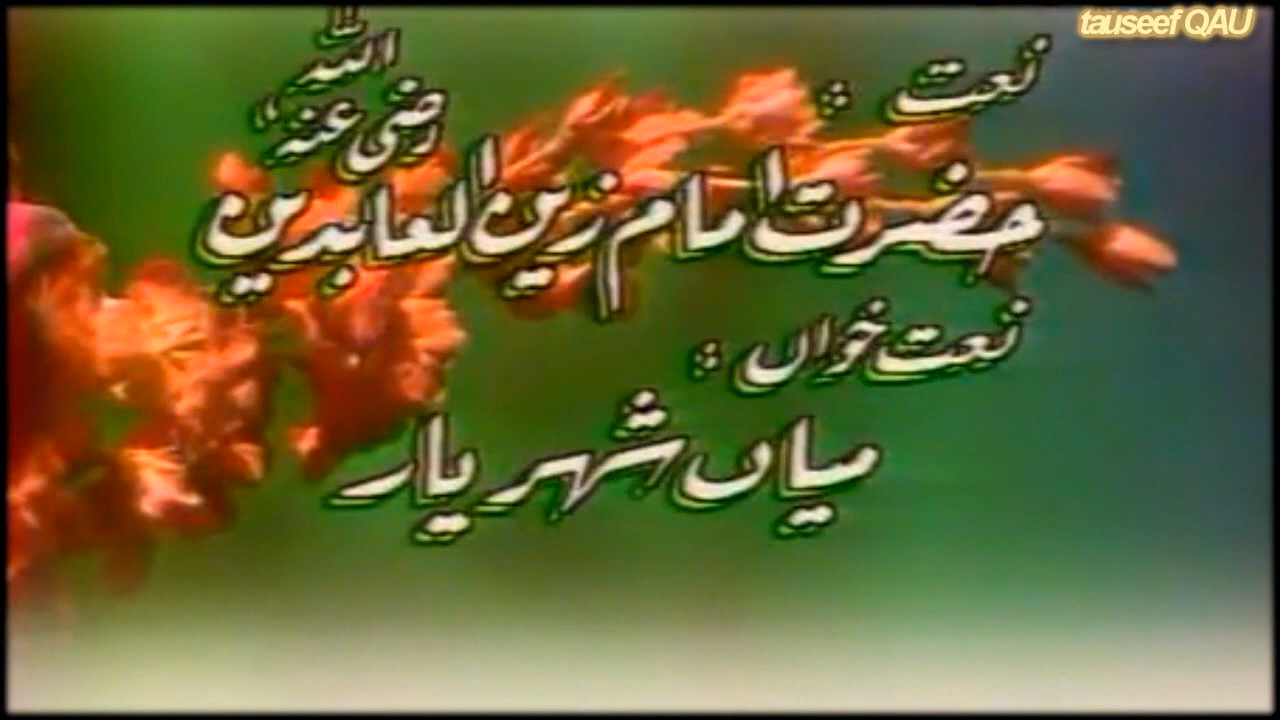 tauseef QAU
نعت :
حضرت امام زین العابدین رضی اللہ عنہ
نعت خواں :
میاں شہریار